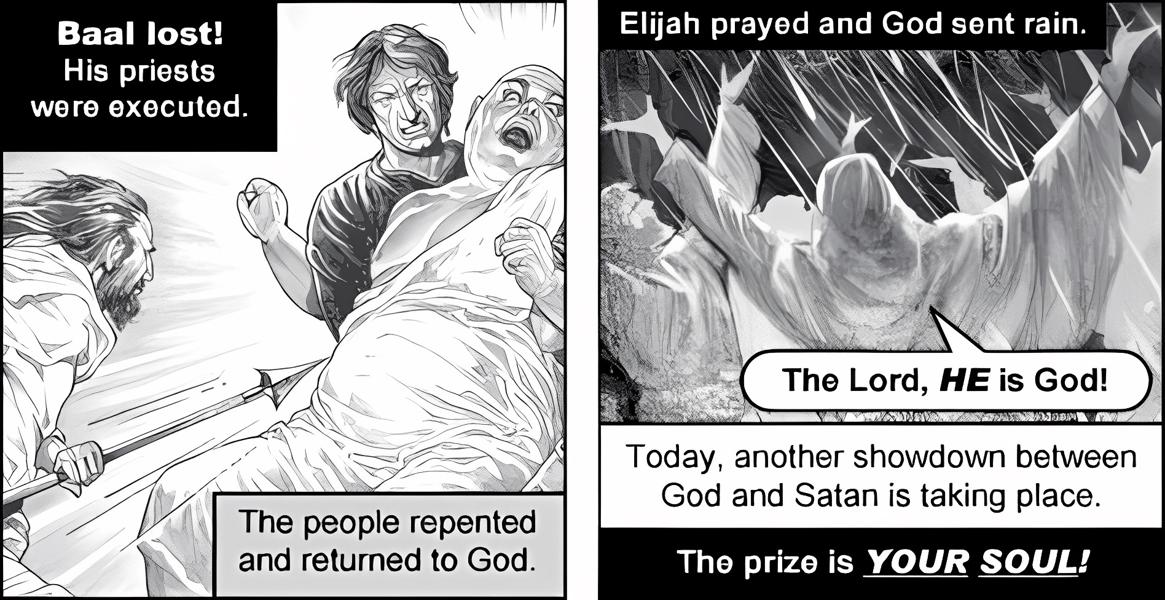 Baal lost!
His priests
were executed.
The people repented
and returned to God.
Elijah prayed and God sent rain.
The Lord, HE is God!
Today, another showdown between
God and Satan is taking place.
The prize is YOUR SOUL!